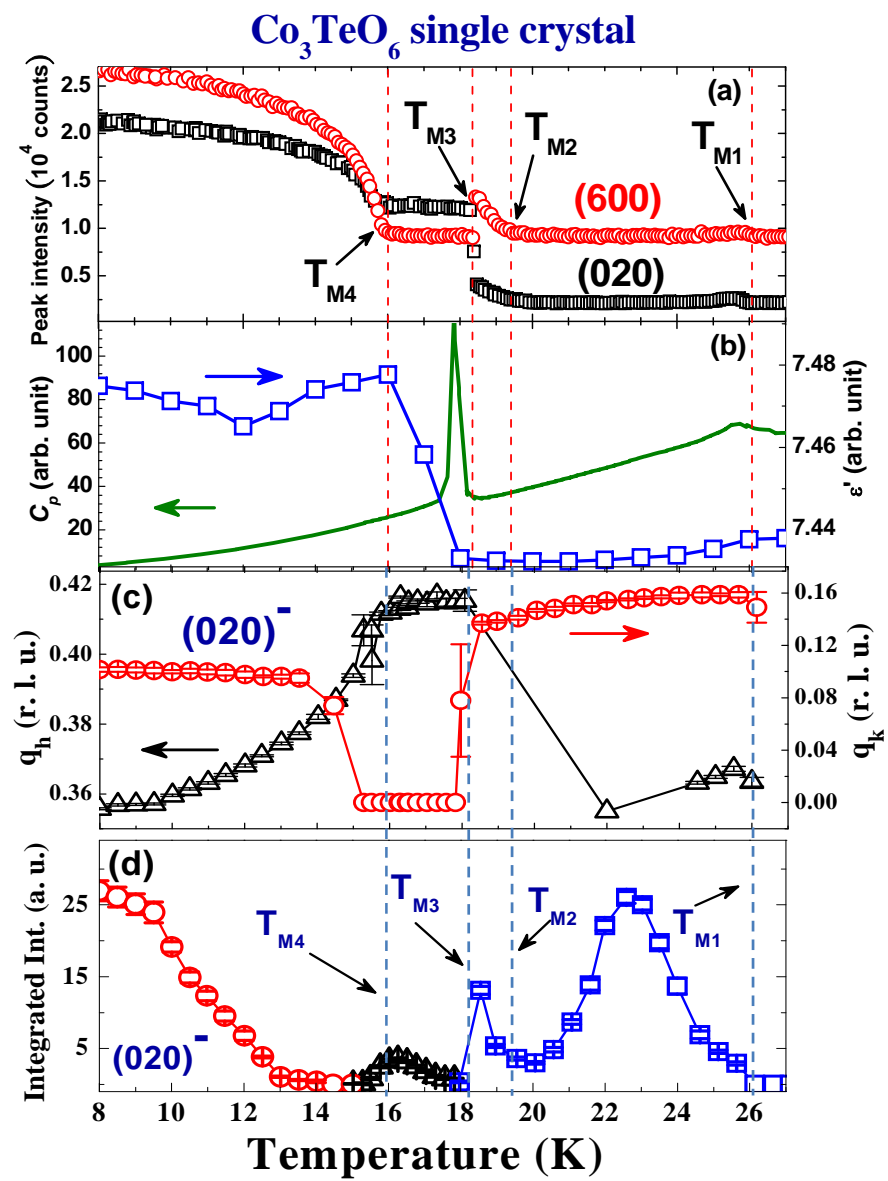 Co3TeO6 single crystal
Peak intensity (10^4 counts)
2.5
2.0
1.5
1.0
0.5
(a)
TM3
TM2
TM1
TM4
(600)
(020)
Cp (arb. unit)
100
80
60
40
20
(b)
7.48
7.46
7.44
ε' (arb. unit)
qh (r. l. u.)
0.42
0.40
0.38
0.36
(c)
(020)-
0.16
0.12
0.08
0.04
0.00
qk (r. l. u.)
Integrated Int. (a. u.)
25
15
5
(d)
TM4
TM3
TM2
TM1
(020)-
8 10 12 14 16 18 20 22 24 26
Temperature (K)